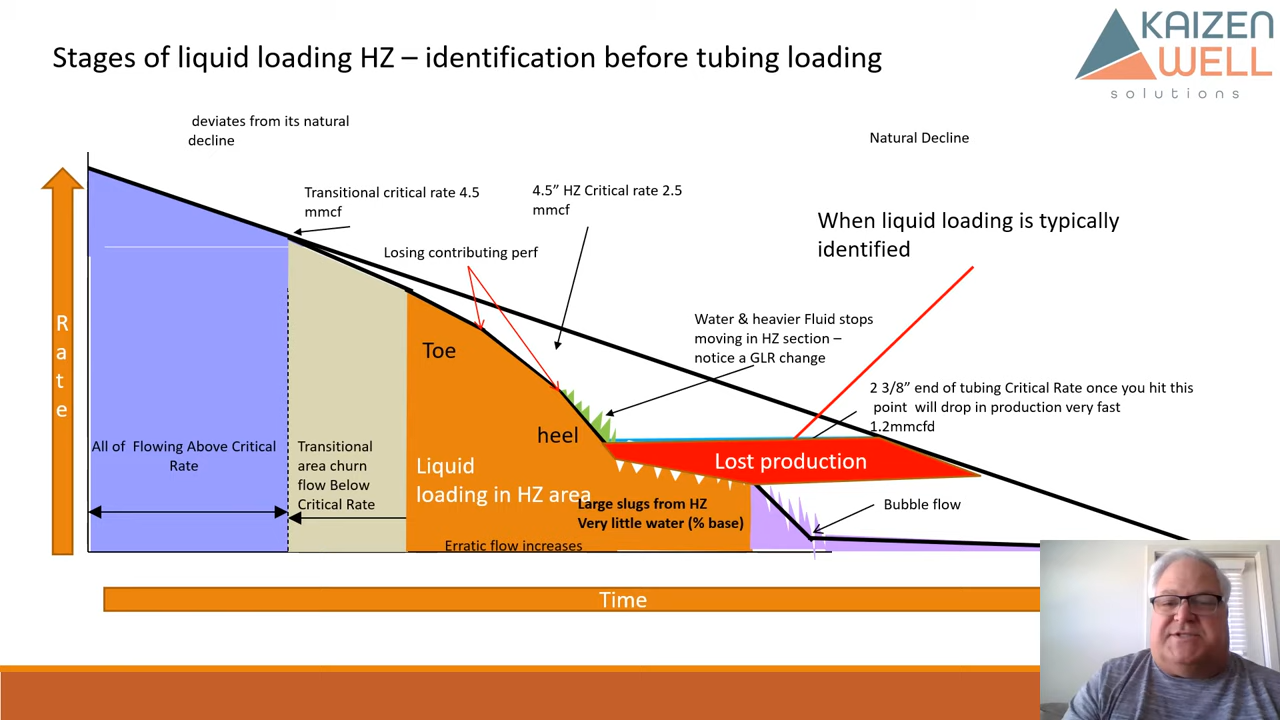 Stages of liquid loading HZ – identification before tubing loading
KAIZEN
WELL
solutions
deviates from its natural
decline
Natural Decline
Transitional critical rate 4.5
mmcf
4.5” HZ Critical rate 2.5
mmcf
When liquid loading is typically
identified
Losing contributing perf
Water & heavier Fluid stops
moving in HZ section –
notice a GLR change
R
a
t
e
Toe
2 3/8” end of tubing Critical Rate once you hit this
point will drop in production very fast
1.2mmcfd
heel
All of Flowing Above Critical
Rate
Transitional
area churn
flow Below
Critical Rate
Liquid
loading in HZ area
Lost production
Large slugs from HZ
Very little water (% base)
Bubble flow
Erratic flow increases
Time